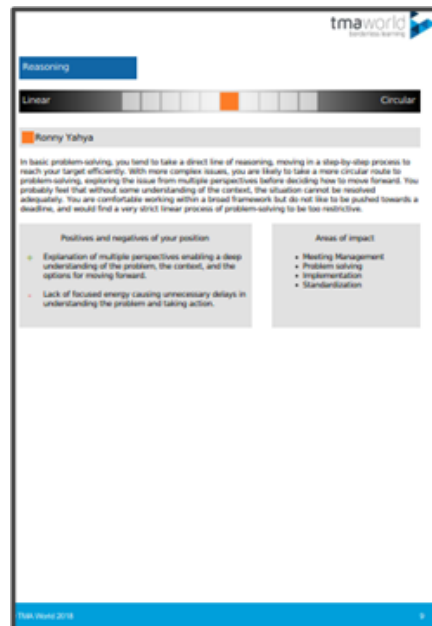 tmaworld
borderless learning
Reasoning
Linear
Circular
Ronny Yahya
In basic problem-solving, you tend to take a direct line of reasoning, moving in a step-by-step process to
reach your target efficiently. With more complex issues, you are likely to take a more circular route to
problem-solving, exploring the issue from multiple perspectives before deciding how to move forward. You
probably feel that without some understanding of the context, the situation cannot be resolved
adequately. You are comfortable working within a broad framework but do not like to be pushed towards a
deadline, and would find a very strict linear process of problem-solving to be too restrictive.
Positives and negatives of your position
+ Explanation of multiple perspectives enabling a deep
understanding of the problem, the context, and the
options for moving forward.
- Lack of focused energy causing unnecessary delays in
understanding the problem and taking action.
Areas of impact
• Meeting Management
• Problem solving
• Implementation
• Standardization
TMA World 2018
9